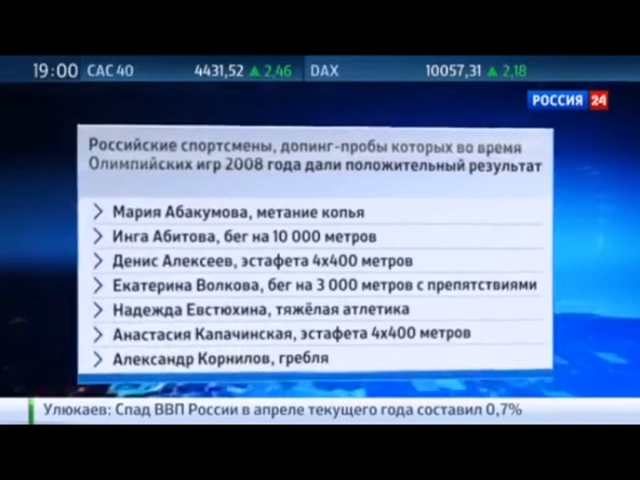 19:00 CAC 40 4431,52 ▲ 2,46 DAX 10057,31 ▲ 2,18
РОССИЯ 24
Российские спортсмены, допинг-пробы которых во время
Олимпийских игр 2008 года дали положительный результат
Мария Абакумова, метание копья
Инга Абитова, бег на 10 000 метров
Денис Алексеев, эстафета 4х400 метров
Екатерина Волкова, бег на 3 000 метров с препятствиями
Надежда Евстюхина, тяжёлая атлетика
Анастасия Капачинская, эстафета 4х400 метров
Александр Корнилов, гребля
Улюкаев: Спад ВВП России в апреле текущего года составил 0,7%